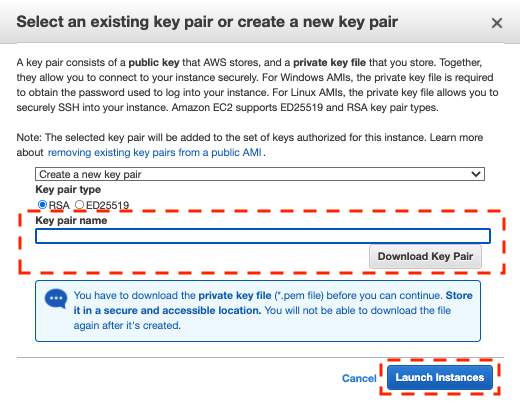 Select an existing key pair or create a new key pair
A key pair consists of a public key that AWS stores, and a private key file that you store. Together,
they allow you to connect to your instance securely. For Windows AMIs, the private key file is required
to obtain the password used to log into your instance. For Linux AMIs, the private key file allows you to
securely SSH into your instance. Amazon EC2 supports ED25519 and RSA key pair types.
Note: The selected key pair will be added to the set of keys authorized for this instance. Learn more
about removing existing key pairs from a public AMI .
Create a new key pair
Key pair type
RSA ED25519
Key pair name
Download Key Pair
You have to download the private key file (*.pem file) before you can continue. Store
it in a secure and accessible location. You will not be able to download the file
again after it's created.
Cancel Launch Instances